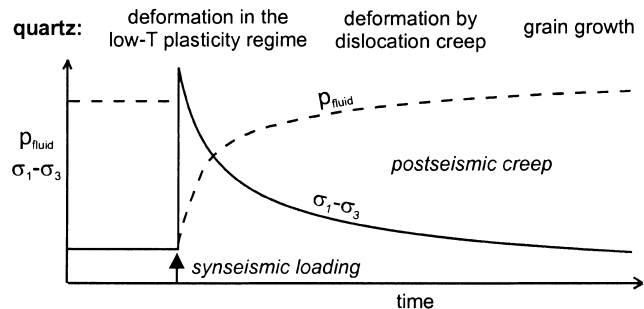 quartz:
deformation in the
low-T plasticity regime
deformation by
dislocation creep
grain growth
p_fluid
σ₁-σ₃
p_fluid
postseismic creep
σ₁-σ₃
synseismic loading
time